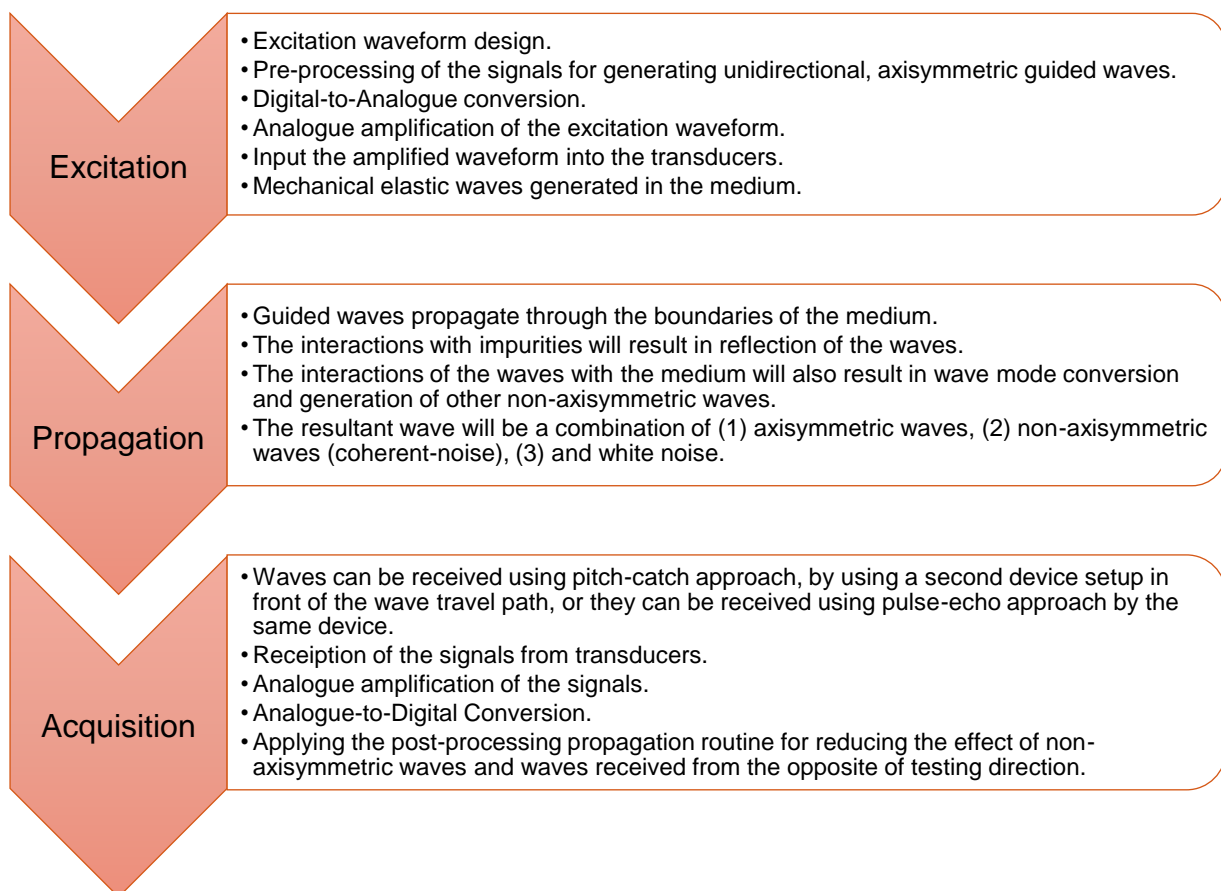 Excitation
• Excitation waveform design.
• Pre-processing of the signals for generating unidirectional, axisymmetric guided waves.
• Digital-to-Analogue conversion.
• Analogue amplification of the excitation waveform.
• Input the amplified waveform into the transducers.
• Mechanical elastic waves generated in the medium.
Propagation
• Guided waves propagate through the boundaries of the medium.
• The interactions with impurities will result in reflection of the waves.
• The interactions of the waves with the medium will also result in wave mode conversion
and generation of other non-axisymmetric waves.
• The resultant wave will be a combination of (1) axisymmetric waves, (2) non-axisymmetric
waves (coherent-noise), (3) and white noise.
Acquisition
• Waves can be received using pitch-catch approach, by using a second device setup in
front of the wave travel path, or they can be received using pulse-echo approach by the
same device.
• Receiption of the signals from transducers.
• Analogue amplification of the signals.
• Analogue-to-Digital Conversion.
• Applying the post-processing propagation routine for reducing the effect of non-
axisymmetric waves and waves received from the opposite of testing direction.